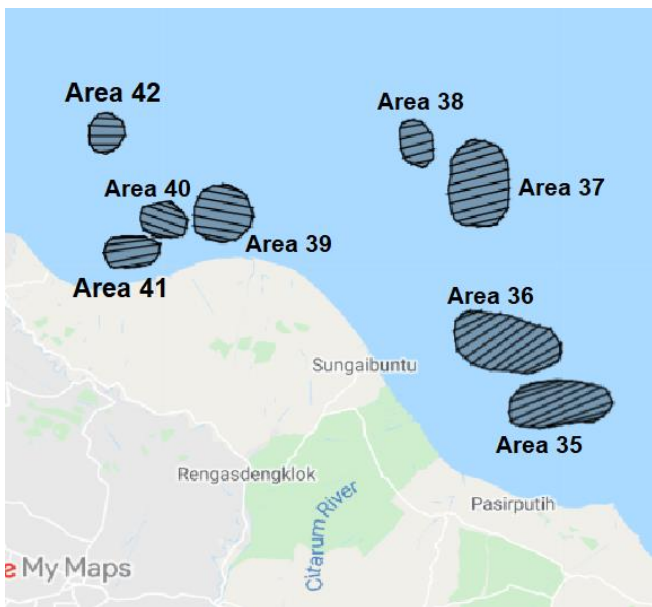 Area 42
Area 38
Area 40
Area 37
Area 39
Area 41
Area 36
Sungaibuntu
Area 35
Rengasdengklok
Pasirputih
Citarum River
e My Maps